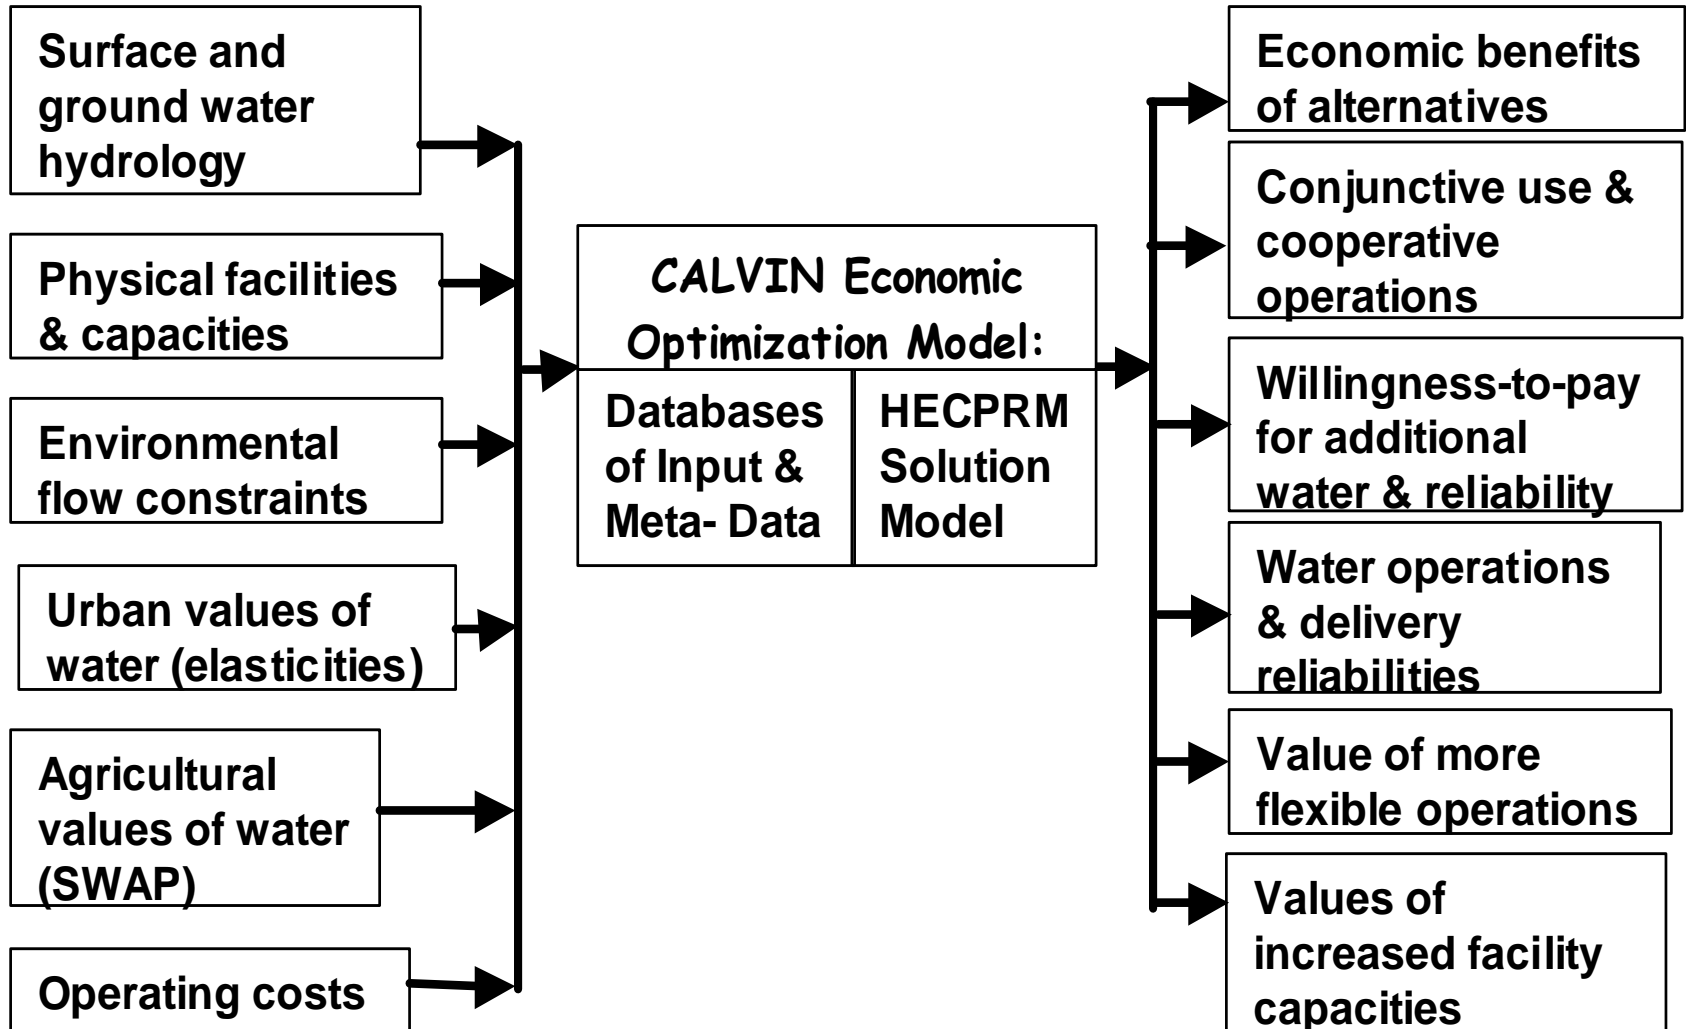 Surface and
ground water
hydrology
Physical facilities
& capacities
Environmental
flow constraints
Urban values of
water (elasticities)
Agricultural
values of water
(SWAP)
Operating costs
CALVIN Economic
Optimization Model:
Databases
of Input &
Meta- Data
HECPRM
Solution
Model
Economic benefits
of alternatives
Conjunctive use &
cooperative
operations
Willingness-to-pay
for additional
water & reliability
Water operations
& delivery
reliabilities
Value of more
flexible operations
Values of
increased facility
capacities